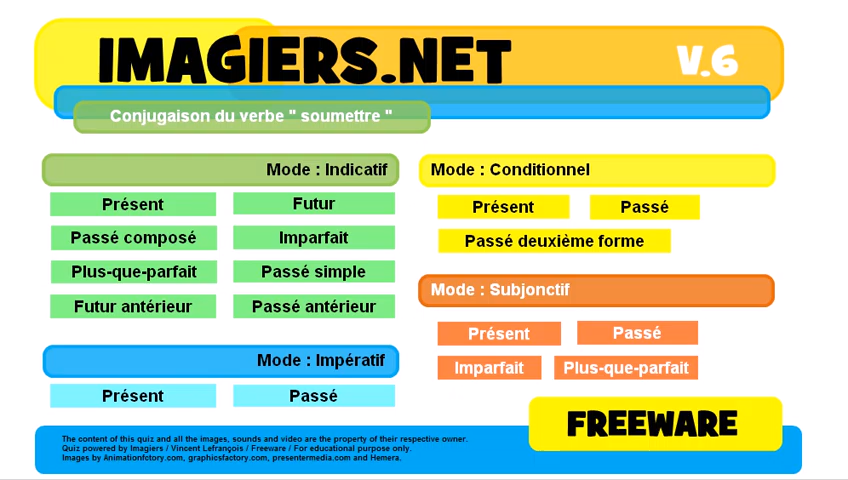 IMAGIERS.NET
V.6
Conjugaison du verbe " soumettre "
Mode : Indicatif
Présent
Futur
Passé composé
Imparfait
Plus-que-parfait
Passé simple
Futur antérieur
Passé antérieur
Mode : Impératif
Présent
Passé
Mode : Conditionnel
Présent
Passé
Passé deuxième forme
Mode : Subjonctif
Présent
Passé
Imparfait
Plus-que-parfait
FREEWARE
The content of this quiz and all the images, sounds and video are the property of their respective owner.
Quiz powered by Imagiers / Vincent Lefrançois / Freeware / For educational purpose only.
Images by Animationfctory.com, graphicsfactory.com, presentermedia.com and Hemera.